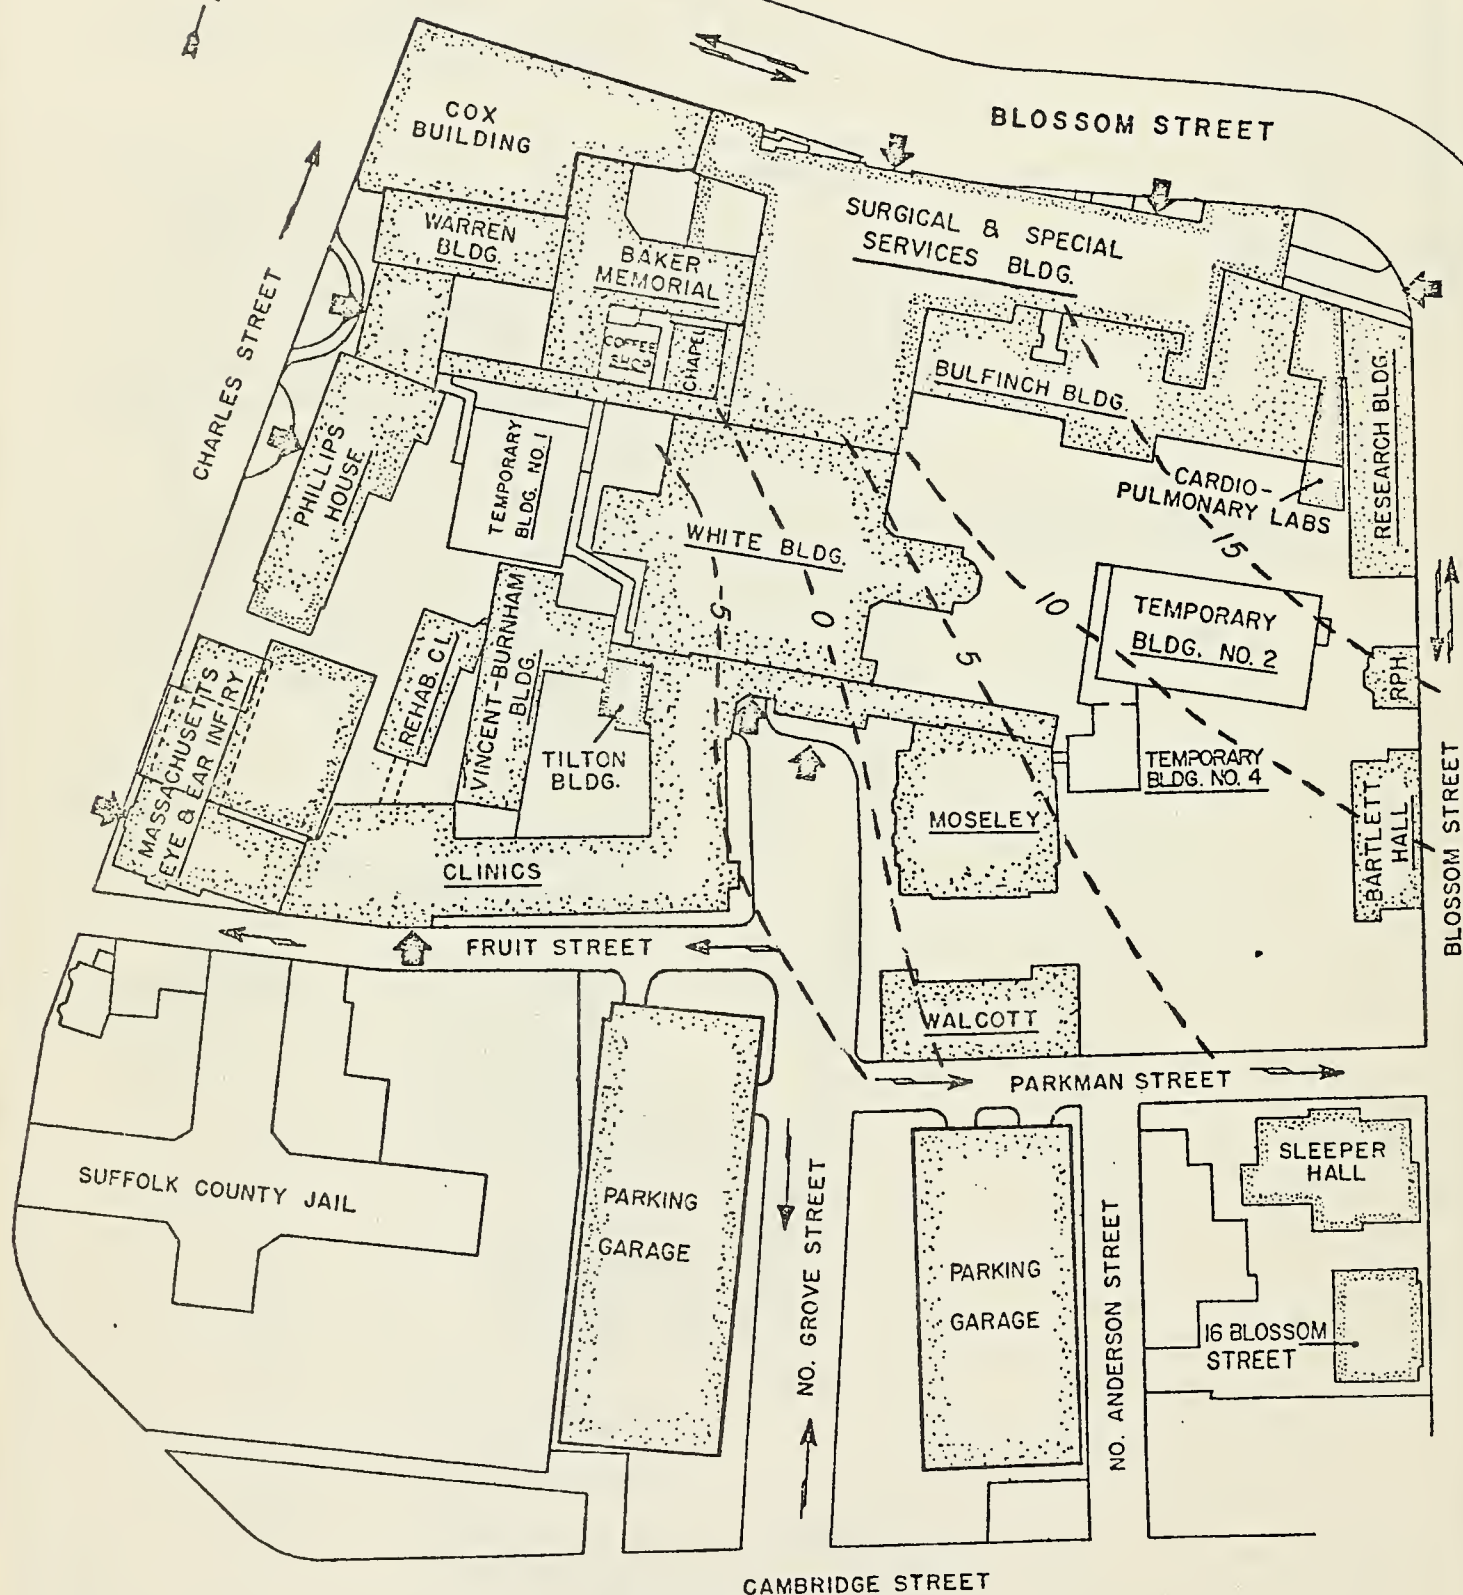 BLOSSOM STREET
COX
BUILDING
WARREN
BLDG.
BAKER
MEMORIAL
SURGICAL & SPECIAL
SERVICES BLDG.
CHARLES STREET
COFFEE
SHOP
CHAPEL
BULFINCH BLDG.
RESEARCH BLDG.
PHILLIPS
HOUSE
TEMPORARY
BLDG. NO. 1
WHITE BLDG.
CARDIO-
PULMONARY LABS
-5
0
5
10
15
TEMPORARY
BLDG. NO. 2
RPH.
MASSACHUSETTS
EYE & EAR INF'RY
REHAB. CL.
VINCENT-BURNHAM
BLDG.
TILTON
BLDG.
TEMPORARY
BLDG. NO. 4
MOSELEY
BARTLETT
HALL
BLOSSOM STREET
CLINICS
FRUIT STREET
WALCOTT
PARKMAN STREET
SUFFOLK COUNTY JAIL
PARKING
GARAGE
NO. GROVE STREET
PARKING
GARAGE
NO. ANDERSON STREET
SLEEPER
HALL
16 BLOSSOM
STREET
CAMBRIDGE STREET